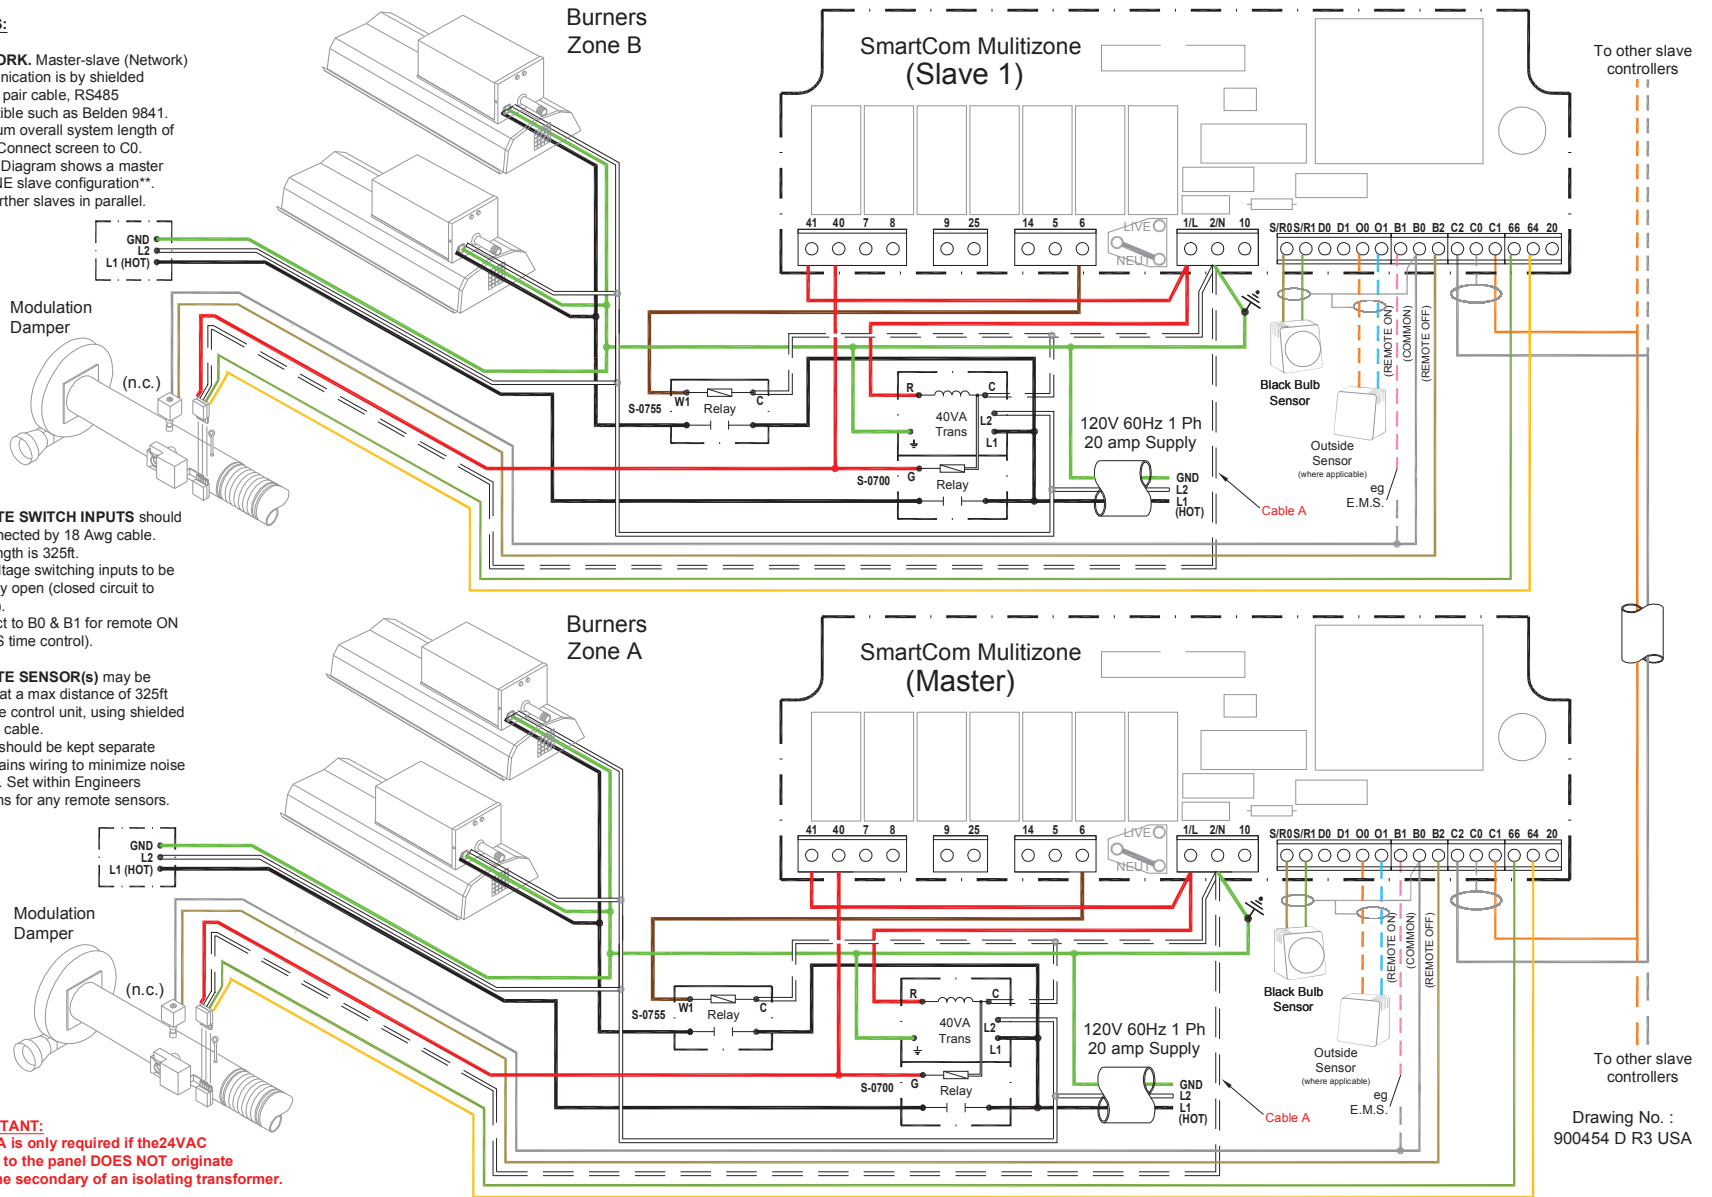 S:
ORK. Master-slave (Network)
nication is by shielded
pair cable, RS485
tible such as Belden 9841.
um overall system length of
Connect screen to C0.
Diagram shows a master
NE slave configuration**.
rther slaves in parallel.
GND
L2
L1 (HOT)
Modulation
Damper
(n.c.)
TE SWITCH INPUTS should
nnected by 18 Awg cable.
ngth is 325ft.
ltage switching inputs to be
ly open (closed circuit to
).
ct to B0 & B1 for remote ON
S time control).
TE SENSOR(s) may be
at a max distance of 325ft
e control unit, using shielded
cable.
should be kept separate
ains wiring to minimize noise
. Set within Engineers
ns for any remote sensors.
GND
L2
L1 (HOT)
Modulation
Damper
(n.c.)
TANT:
A is only required if the24VAC
to the panel DOES NOT originate
ne secondary of an isolating transformer.
Burners
Zone B
SmartCom Mulitizone
(Slave 1)
41 40 7 8
9 25
14 5 6
LIVE
NEUT
1/L 2/N 10
S/R0 S/R1 D0 D1 O0 O1 B1 B0 B2 C2 C0 C1 66 64 20
S-0755
W1
Relay
C
R
C
40VA
Trans
L2
L1
S-0700
G
Relay
120V 60Hz 1 Ph
20 amp Supply
GND
L2
L1
(HOT)
Cable A
Black Bulb
Sensor
Outside
Sensor
(where applicable)
(REMOTE ON)
(COMMON)
(REMOTE OFF)
eg
E.M.S.
To other slave
controllers
Burners
Zone A
SmartCom Mulitizone
(Master)
41 40 7 8
9 25
14 5 6
LIVE
NEUT
1/L 2/N 10
S/R0 S/R1 D0 D1 O0 O1 B1 B0 B2 C2 C0 C1 66 64 20
S-0755
W1
Relay
C
R
C
40VA
Trans
L2
L1
S-0700
G
Relay
120V 60Hz 1 Ph
20 amp Supply
GND
L2
L1
(HOT)
Cable A
Black Bulb
Sensor
Outside
Sensor
(where applicable)
(REMOTE ON)
(COMMON)
(REMOTE OFF)
eg
E.M.S.
To other slave
controllers
Drawing No. :
900454 D R3 USA